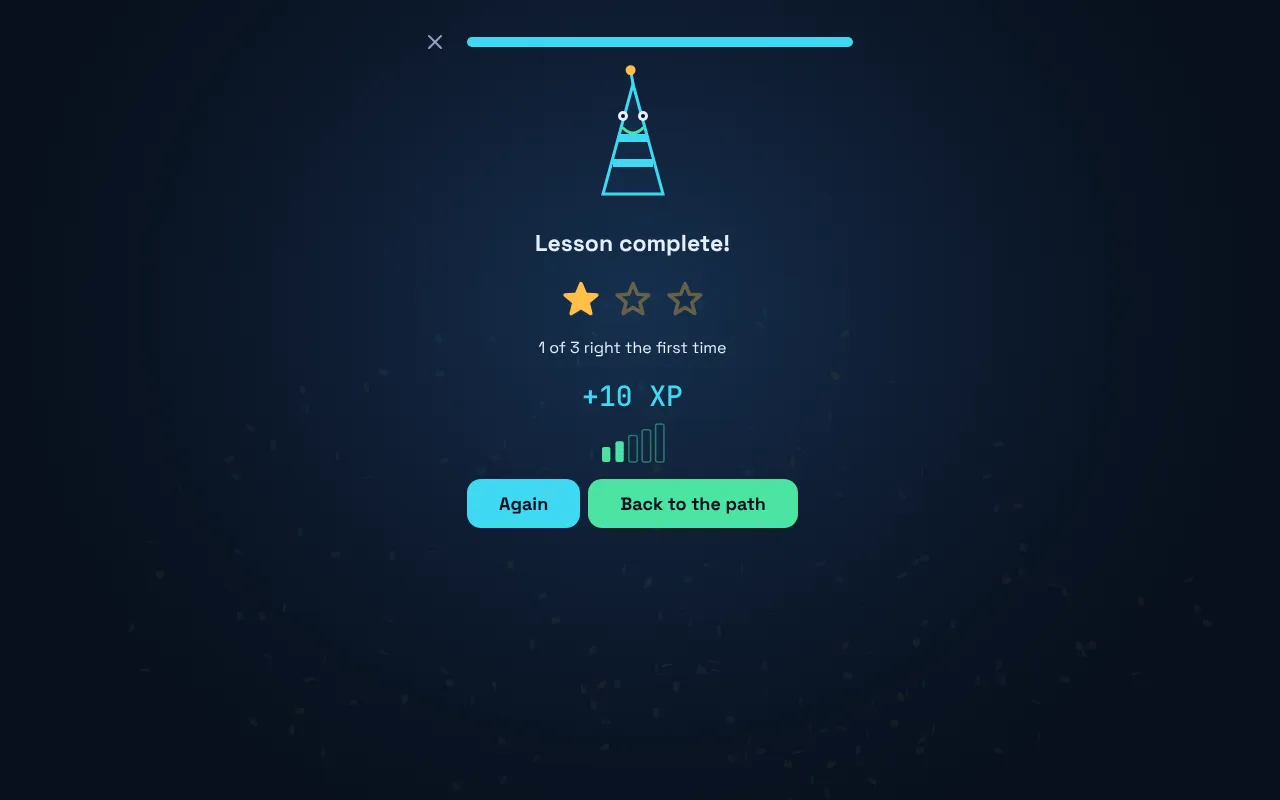 Lesson complete!
1 of 3 right the first time
+10 XP
Again
Back to the path